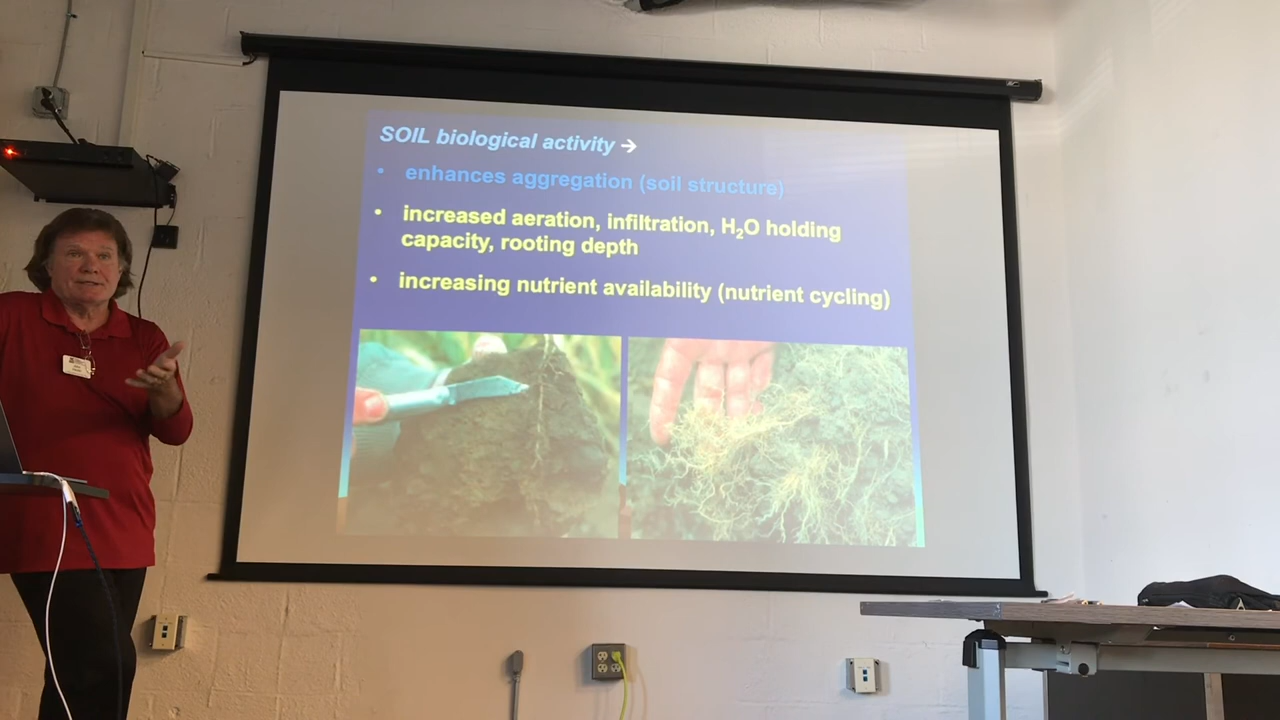 SOIL biological activity →
• enhances aggregation (soil structure)
• increased aeration, infiltration, H₂O holding
capacity, rooting depth
• increasing nutrient availability (nutrient cycling)